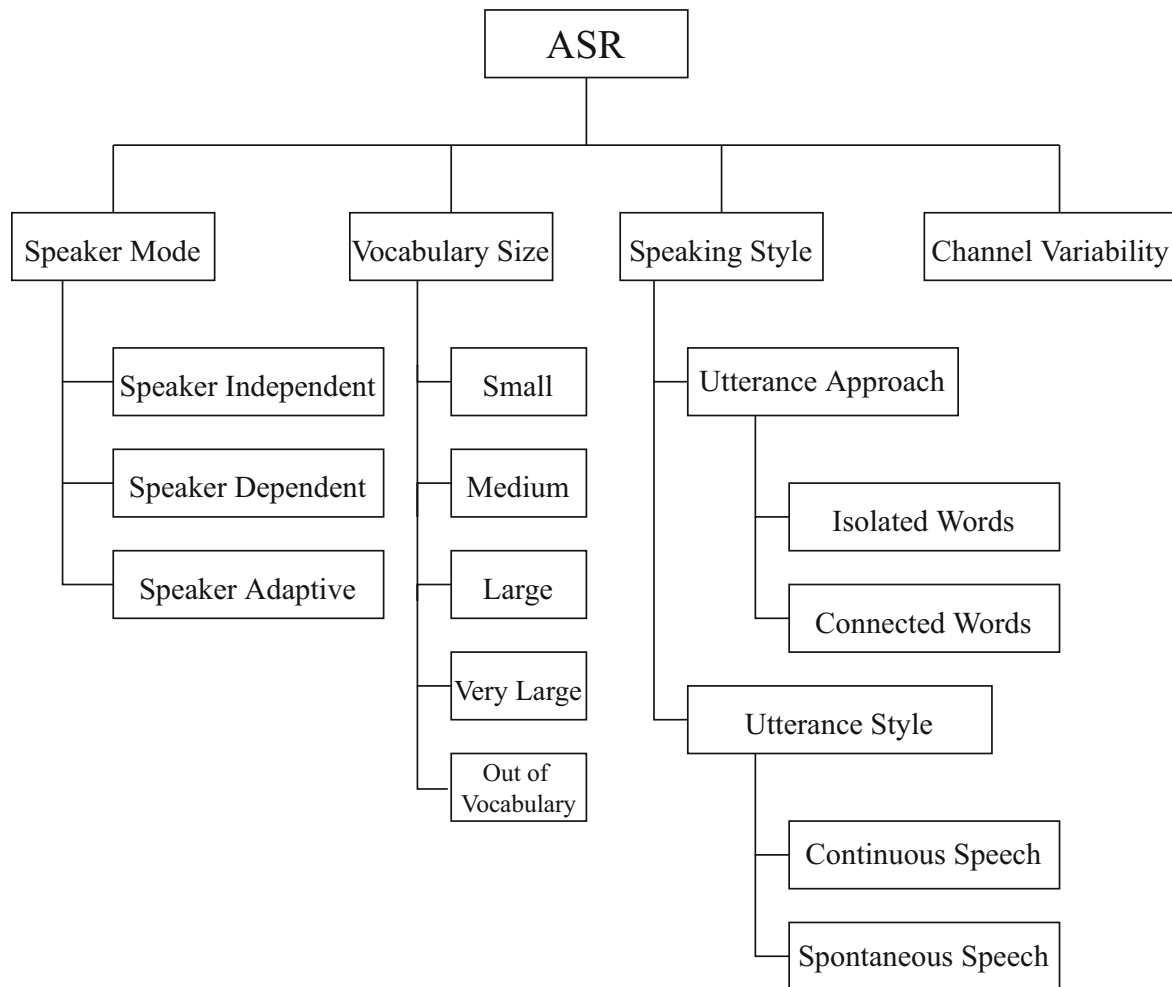 ASR
Speaker Mode
Vocabulary Size
Speaking Style
Channel Variability
Speaker Independent
Speaker Dependent
Speaker Adaptive
Small
Medium
Large
Very Large
Out of
Vocabulary
Utterance Approach
Isolated Words
Connected Words
Utterance Style
Continuous Speech
Spontaneous Speech